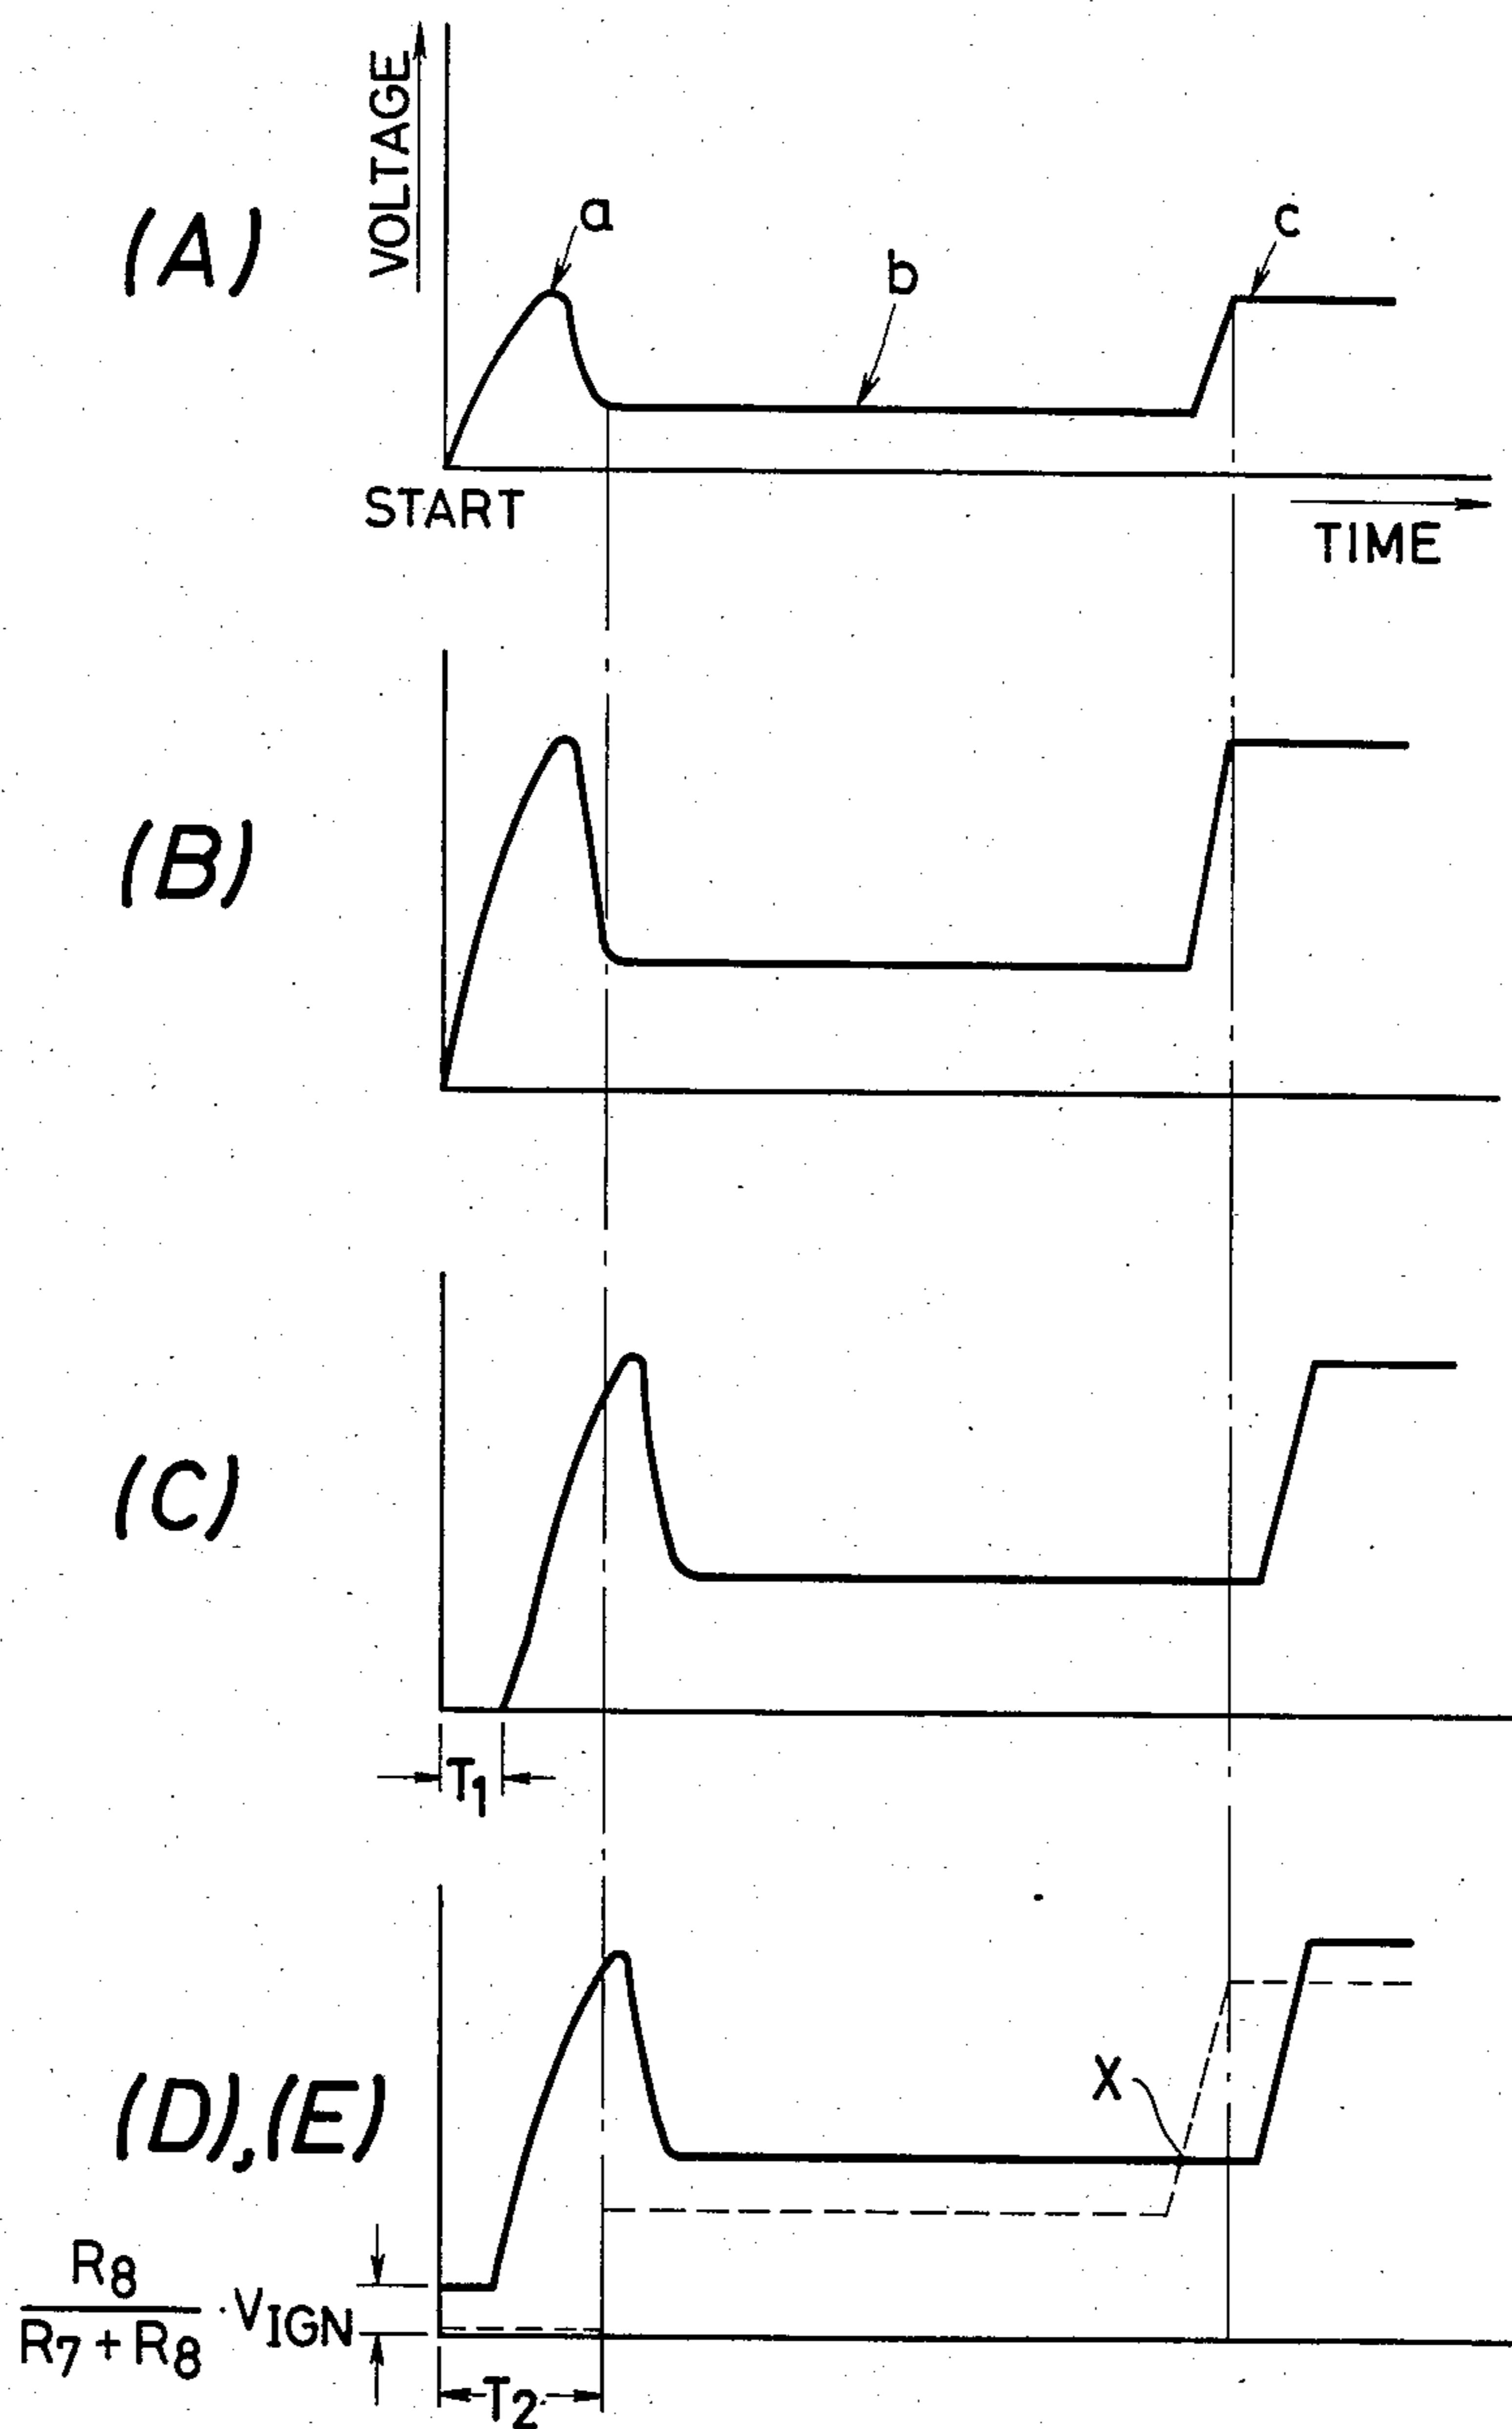 VOLTAGE
(A)
a
b
c
START
TIME
(B)
(C)
T1
(D),(E)
X
R8
R7 + R8
· VIGN
T2